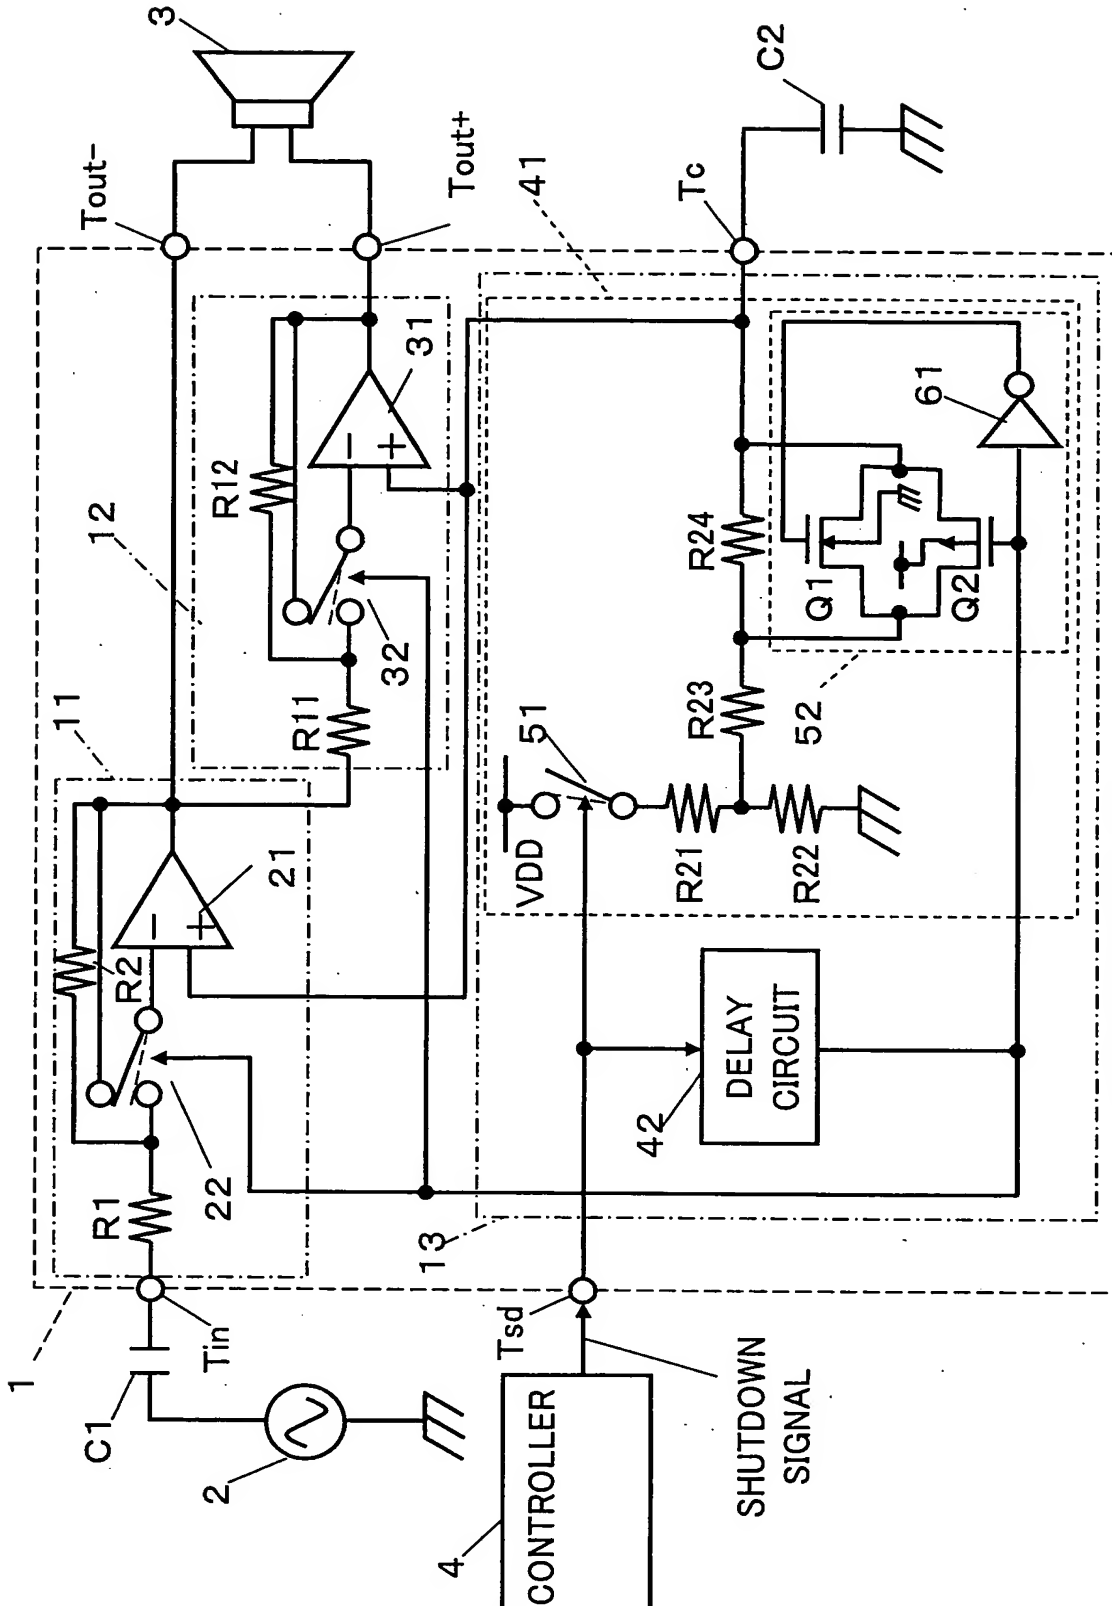 1
11
12
3
Tout-
C1
R1
R2
−
+
21
22
Tin
R12
R11
−
+
31
32
Tout+
2
13
41
Tc
C2
4
CONTROLLER
Tsd
SHUTDOWN
SIGNAL
42
DELAY
CIRCUIT
VDD
51
R21
R22
R23
R24
52
Q1
Q2
61